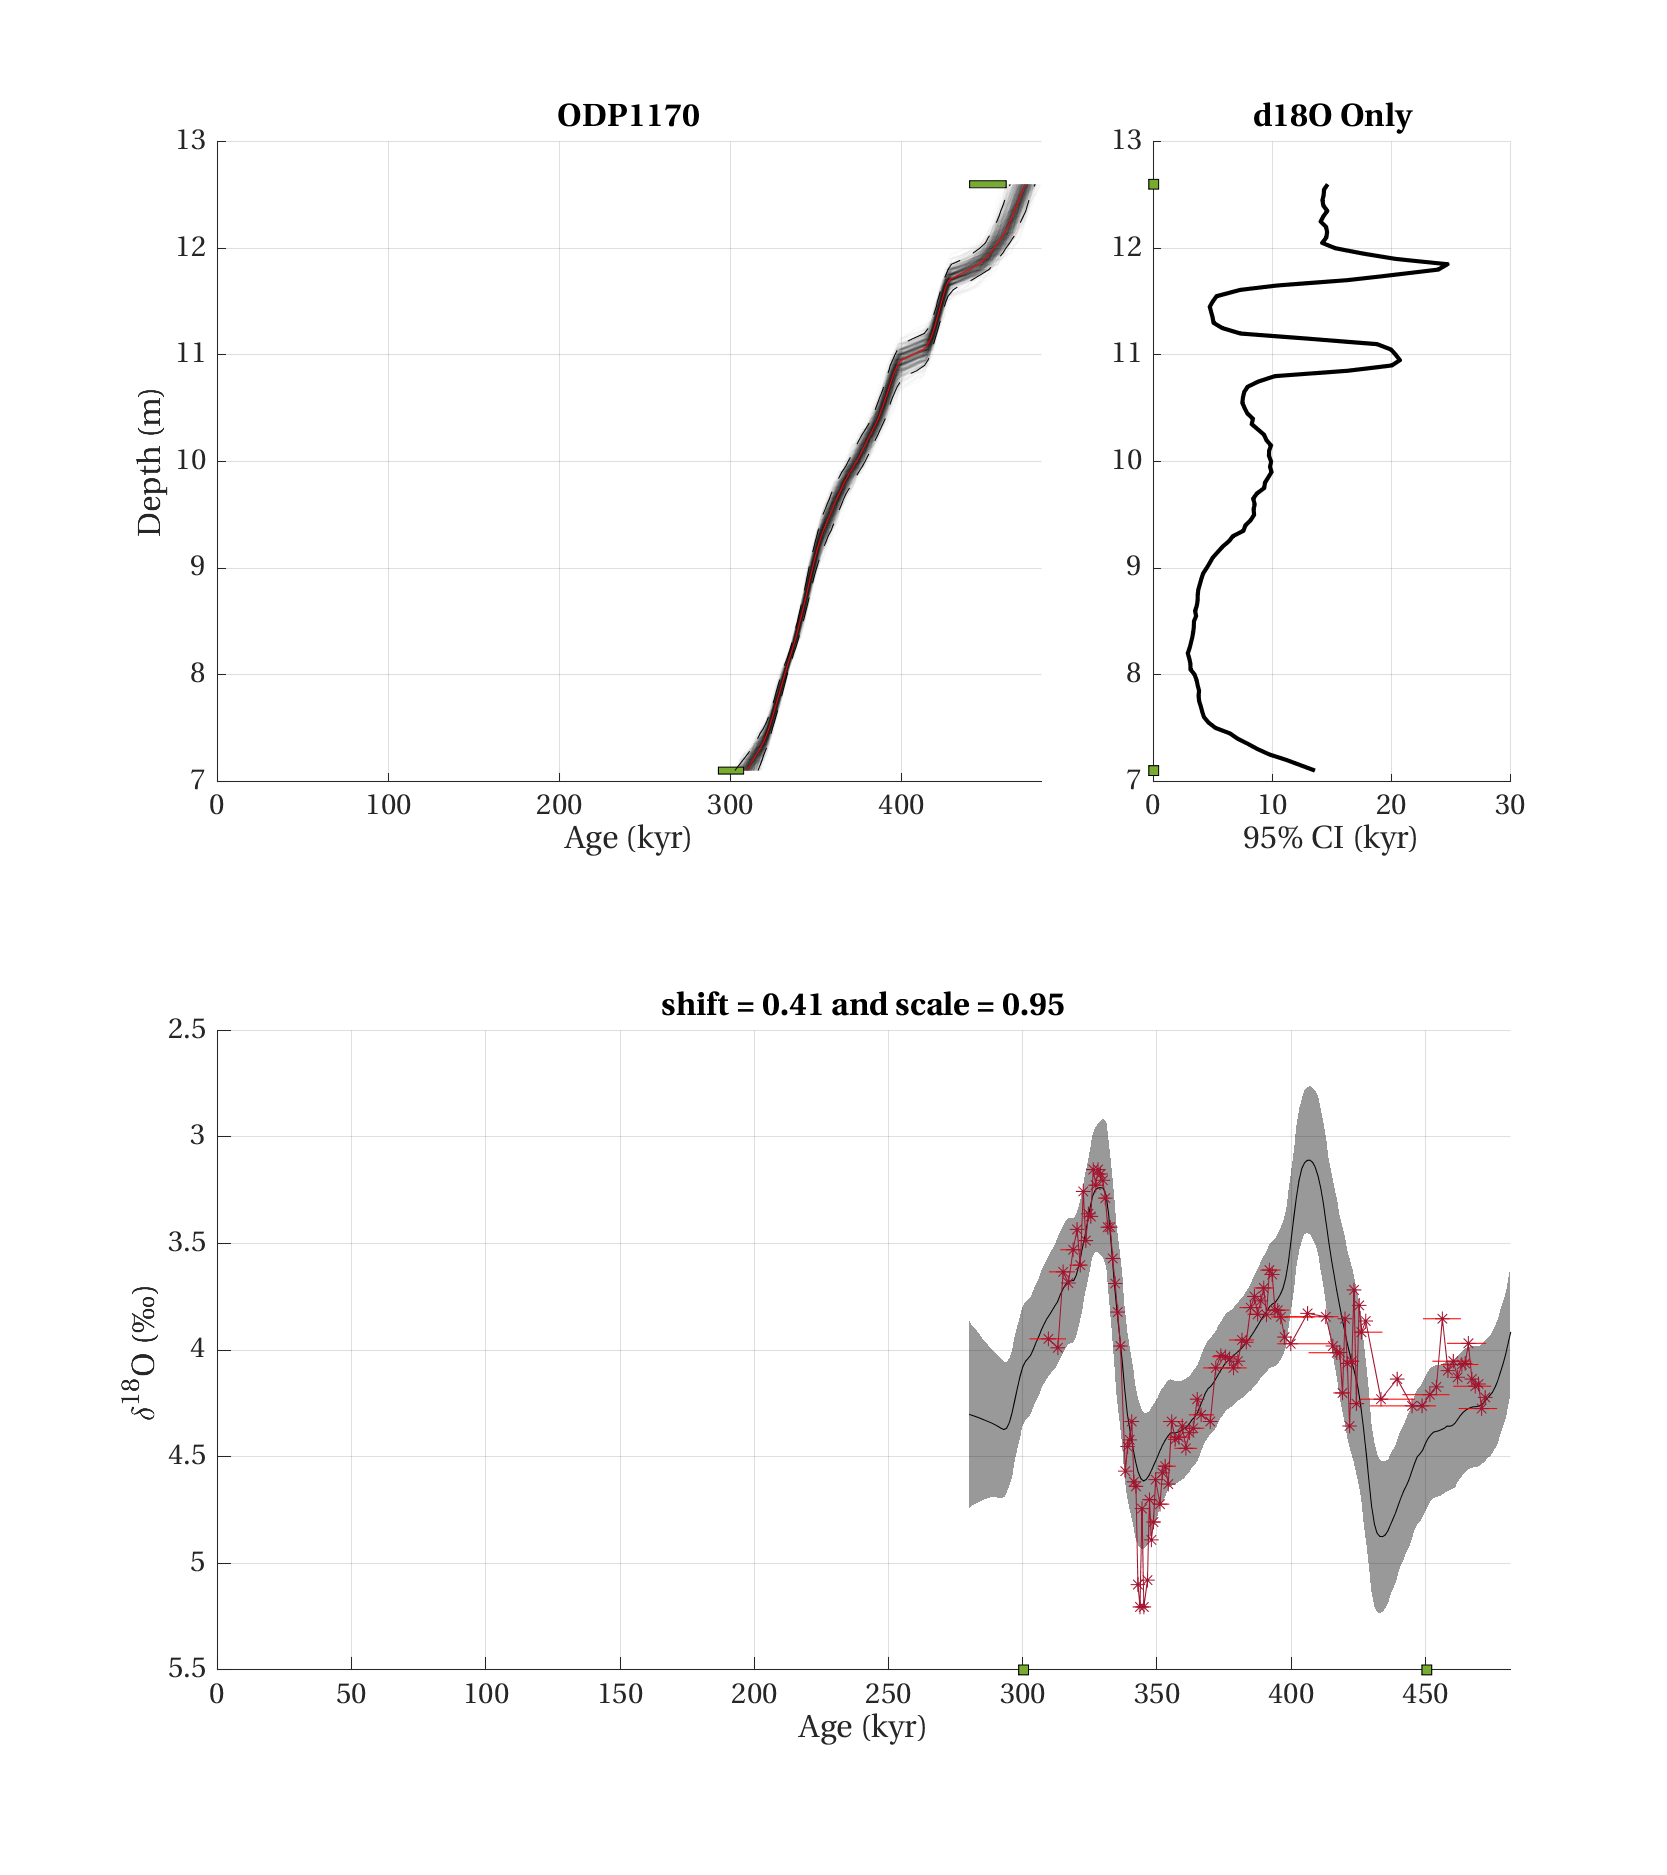 ODP1170
13
12
11
10
9
8
7
Depth (m)
0 100 200 300 400
Age (kyr)
d18O Only
13
12
11
10
9
8
7
0 10 20 30
95% CI (kyr)
shift = 0.41 and scale = 0.95
2.5
3
3.5
4
4.5
5
5.5
δ18O (‰)
0 50 100 150 200 250 300 350 400 450
Age (kyr)